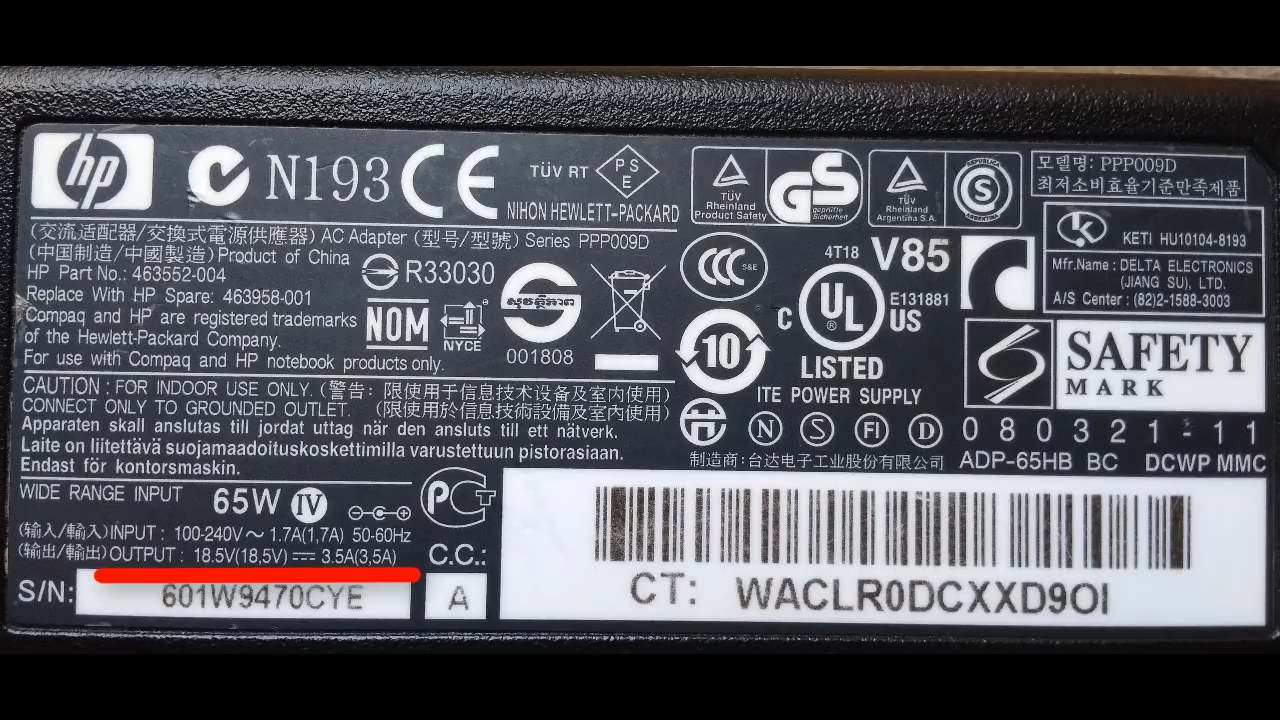 hp N193 CE TÜV RT PSE
NIHON HEWLETT-PACKARD
(交流适配器/交換式電源供應器) AC Adapter (型号/型號) Series PPP009D
(中国制造/中國製造) Product of China
HP Part No.: 463552-004
Replace With HP Spare: 463958-001
Compaq and HP are registered trademarks
of the Hewlett-Packard Company.
For use with Compaq and HP notebook products only.
R33030
NOM
NYCE
001808
CAUTION : FOR INDOOR USE ONLY. (警告: 限使用于信息技术设备及室内使用)
CONNECT ONLY TO GROUNDED OUTLET. (限使用於信息技術設備及室內使用)
Apparaten skall anslutas till jordat uttag när den ansluts till ett nätverk.
Laite on liitettävä suojamaadoituskoskettimilla varustettuun pistorasiaan.
Endast för kontorsmaskin.
WIDE RANGE INPUT 65W IV
(输入/輸入)INPUT : 100-240V～ 1.7A(1,7A) 50-60Hz
(输出/輸出)OUTPUT : 18.5V(18,5V) 3.5A(3,5A)
S/N: 601W9470CYE
PCT
C.C.:
A
TÜV
Rheinland
Product Safety
GS
geprüfte
Sicherheit
TÜV
Rheinland
Argentina S.A.
REPUBLICA
S
ARGENTINA
모델명: PPP009D
최저소비효율기준만족제품
CCC S&E
10
4T18 V85
C UL US
E131881
LISTED
ITE POWER SUPPLY
K
KETI HU10104-8193
Mfr.Name : DELTA ELECTRONICS
(JIANG SU), LTD.
A/S Center : (82)2-1588-3003
SAFETY
MARK
N S FI D
080321-11
制造商: 台达电子工业股份有限公司 ADP-65HB BC DCWP MMC
CT: WACLR0DCXXD9OI